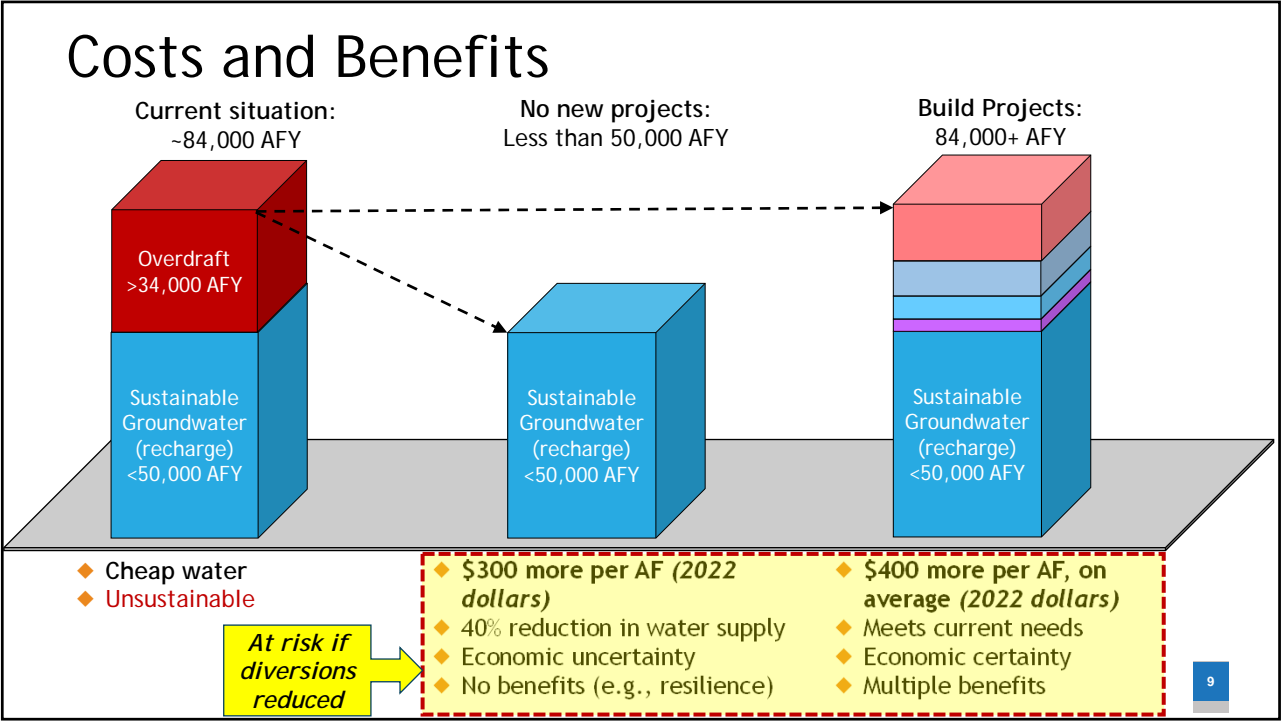 Costs and Benefits
Current situation:
~84,000 AFY
No new projects:
Less than 50,000 AFY
Build Projects:
84,000+ AFY
Overdraft
>34,000 AFY
Sustainable
Groundwater
(recharge)
<50,000 AFY
Sustainable
Groundwater
(recharge)
<50,000 AFY
Sustainable
Groundwater
(recharge)
<50,000 AFY
Cheap water
Unsustainable
At risk if
diversions
reduced
$300 more per AF (2022
dollars)
40% reduction in water supply
Economic uncertainty
No benefits (e.g., resilience)
$400 more per AF, on
average (2022 dollars)
Meets current needs
Economic certainty
Multiple benefits
9